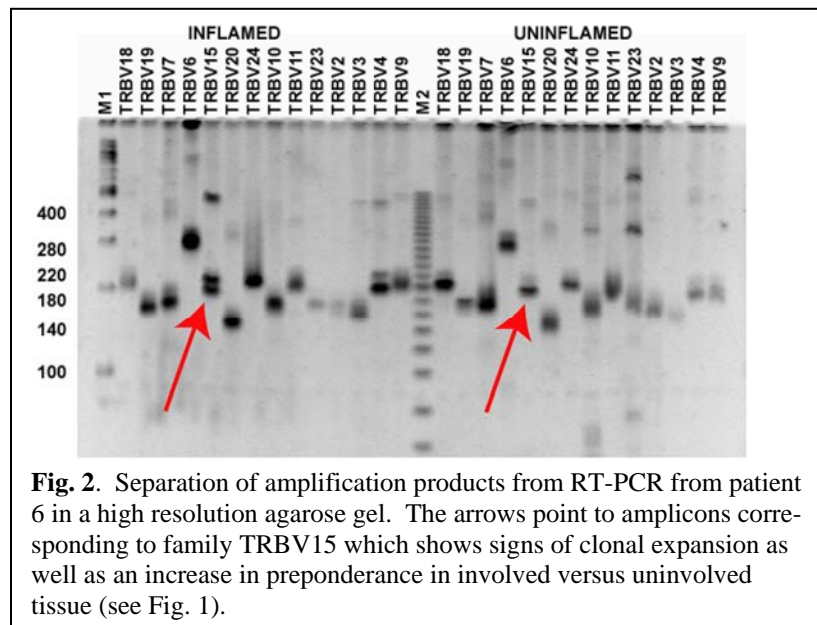 INFLAMED UNINFLAMED
M1 TRBV18 TRBV19 TRBV7 TRBV6 TRBV15 TRBV20 TRBV24 TRBV10 TRBV11 TRBV23 TRBV2 TRBV3 TRBV4 TRBV9 M2 TRBV18 TRBV19 TRBV7 TRBV6 TRBV15 TRBV20 TRBV24 TRBV10 TRBV11 TRBV23 TRBV2 TRBV3 TRBV4 TRBV9
400
280
220
180
140
100
Fig. 2. Separation of amplification products from RT-PCR from patient
6 in a high resolution agarose gel. The arrows point to amplicons corre-
sponding to family TRBV15 which shows signs of clonal expansion as
well as an increase in preponderance in involved versus uninvolved
tissue (see Fig. 1).